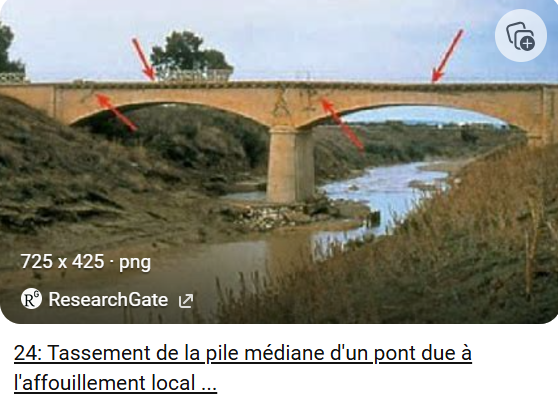 725 x 425 · png
ResearchGate
24: Tassement de la pile médiane d'un pont due à
l'affouillement local ...